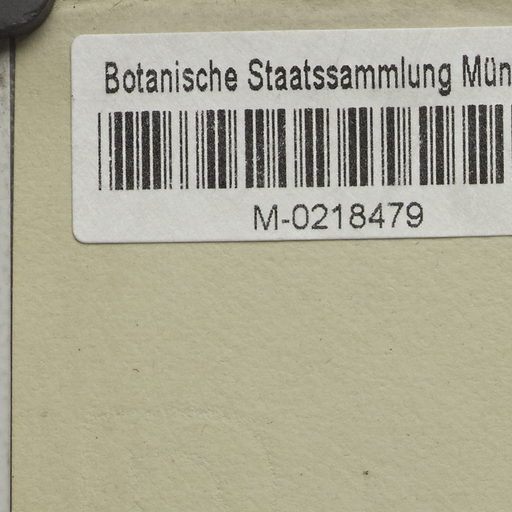 Botanische Staatssammlung Mün
M-0218479